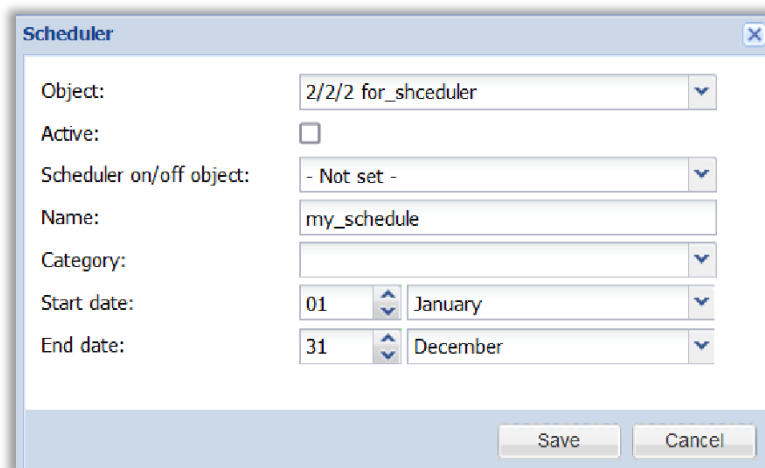 Scheduler
Object: 2/2/2 for_shceduler
Active:
Scheduler on/off object: - Not set -
Name: my_schedule
Category:
Start date: 01 January
End date: 31 December
Save Cancel